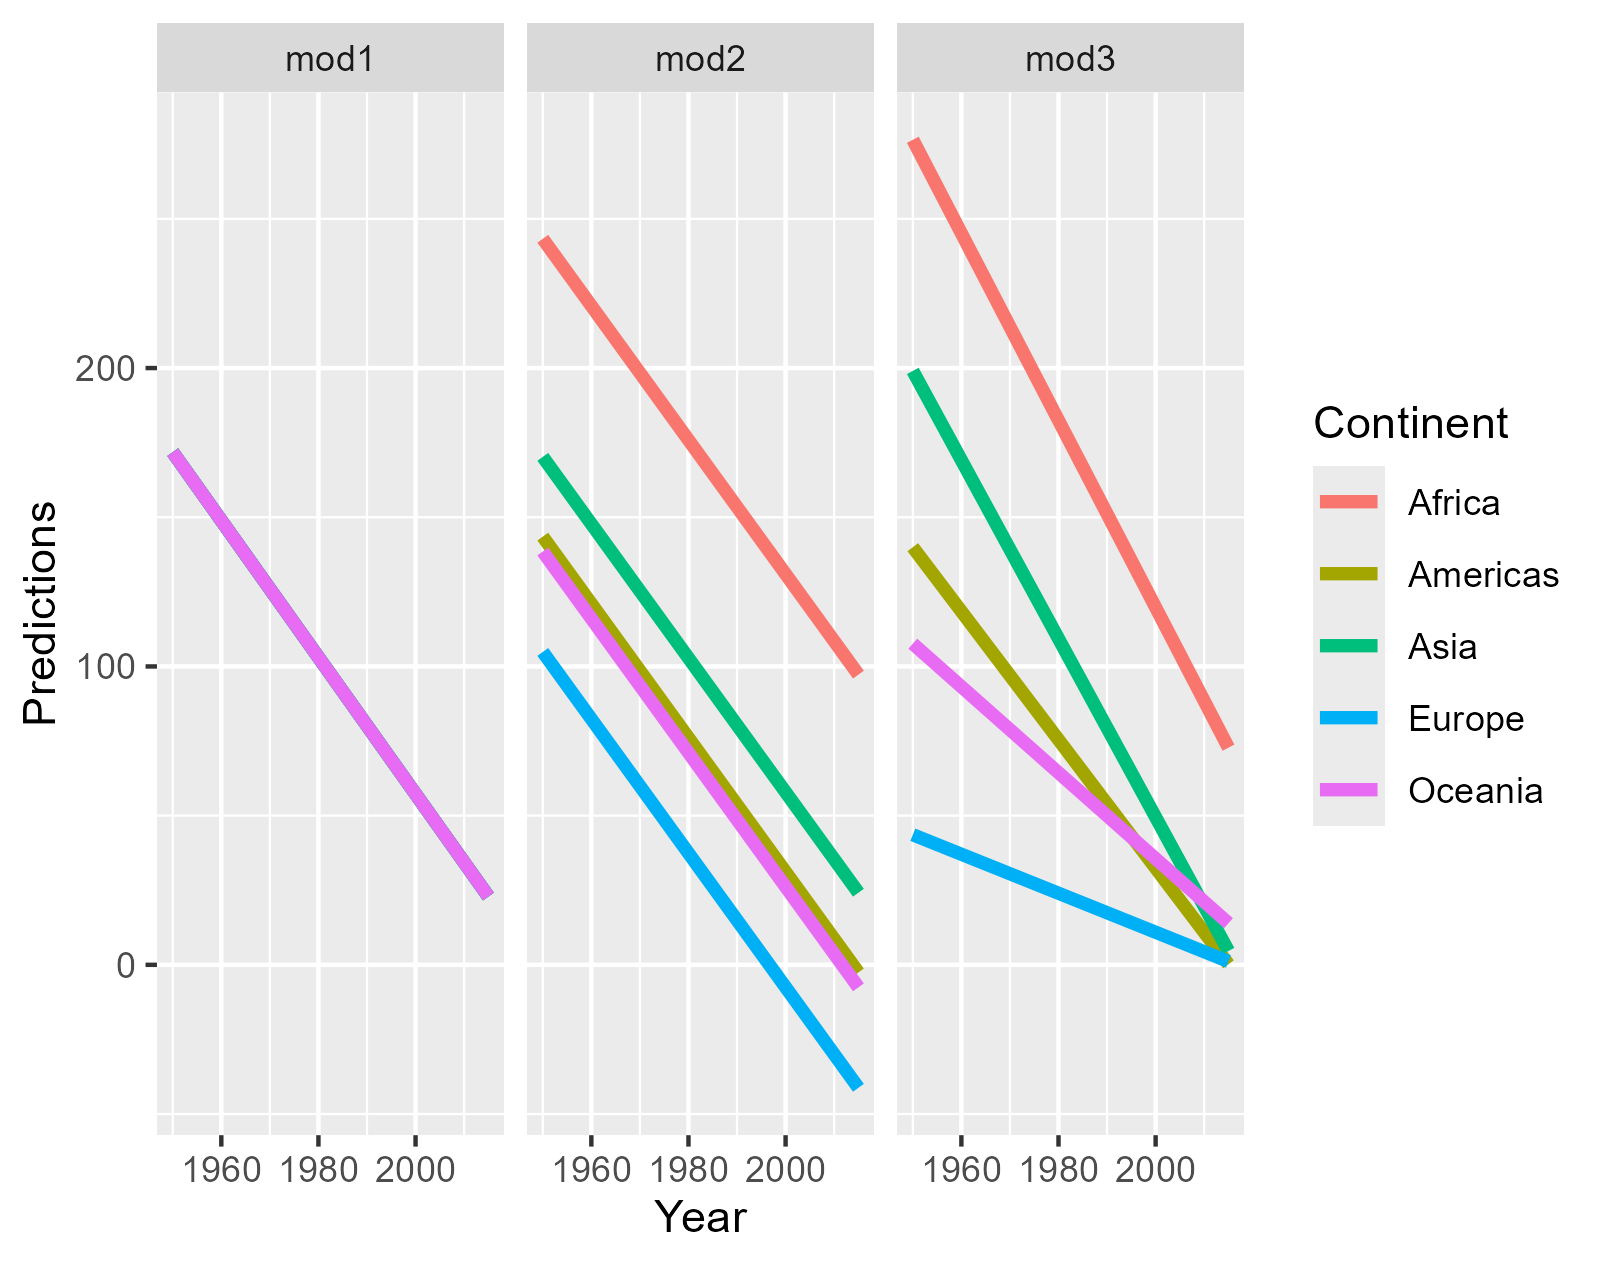 mod1 mod2 mod3
200
100
0
Predictions
1960 1980 2000 1960 1980 2000 1960 1980 2000
Year
Continent
Africa
Americas
Asia
Europe
Oceania